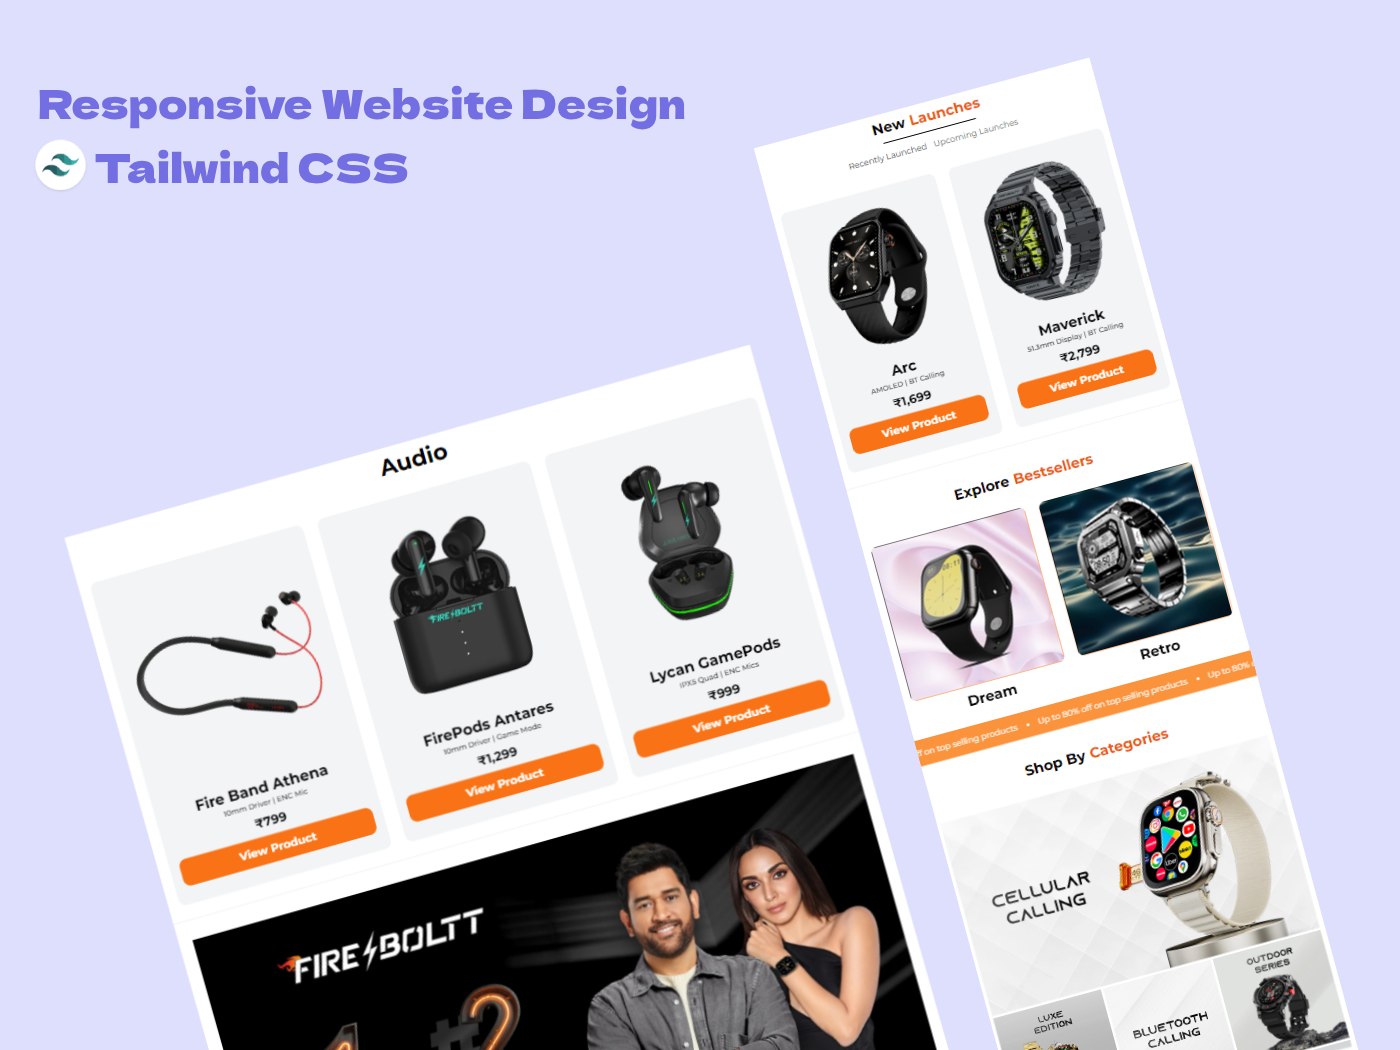 Responsive Website Design
Tailwind CSS
New Launches
Recently Launched Upcoming Launches
Arc
AMOLED | BT Calling
₹1,699
View Product
Maverick
51.3mm Display | BT Calling
₹2,799
View Product
Explore Bestsellers
Dream
Retro
ff on top selling products • Up to 80% off on top selling products • Up to 80% o
Shop By Categories
CELLULAR
CALLING
LUXE
EDITION
BLUETOOTH
CALLING
OUTDOOR
SERIES
Audio
Fire Band Athena
10mm Driver | ENC Mic
₹799
View Product
FIRE BOLTT
FirePods Antares
10mm Driver | Game Mode
₹1,299
View Product
Lycan GamePods
IPX5 Quad | ENC Mics
₹999
View Product
FIRE BOLTT
#2